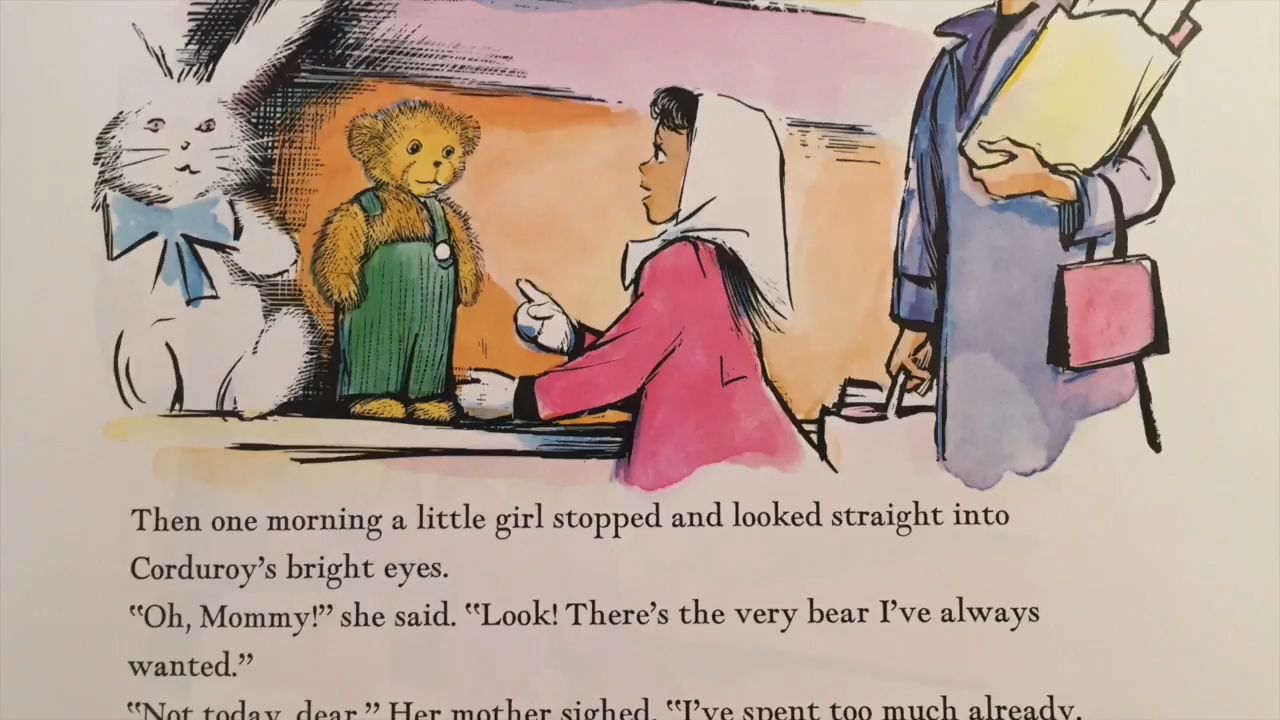 Then one morning a little girl stopped and looked straight into
Corduroy’s bright eyes.
“Oh, Mommy!” she said. “Look! There’s the very bear I’ve always
wanted.”
“Not today, dear.” Her mother sighed. “I’ve spent too much already.